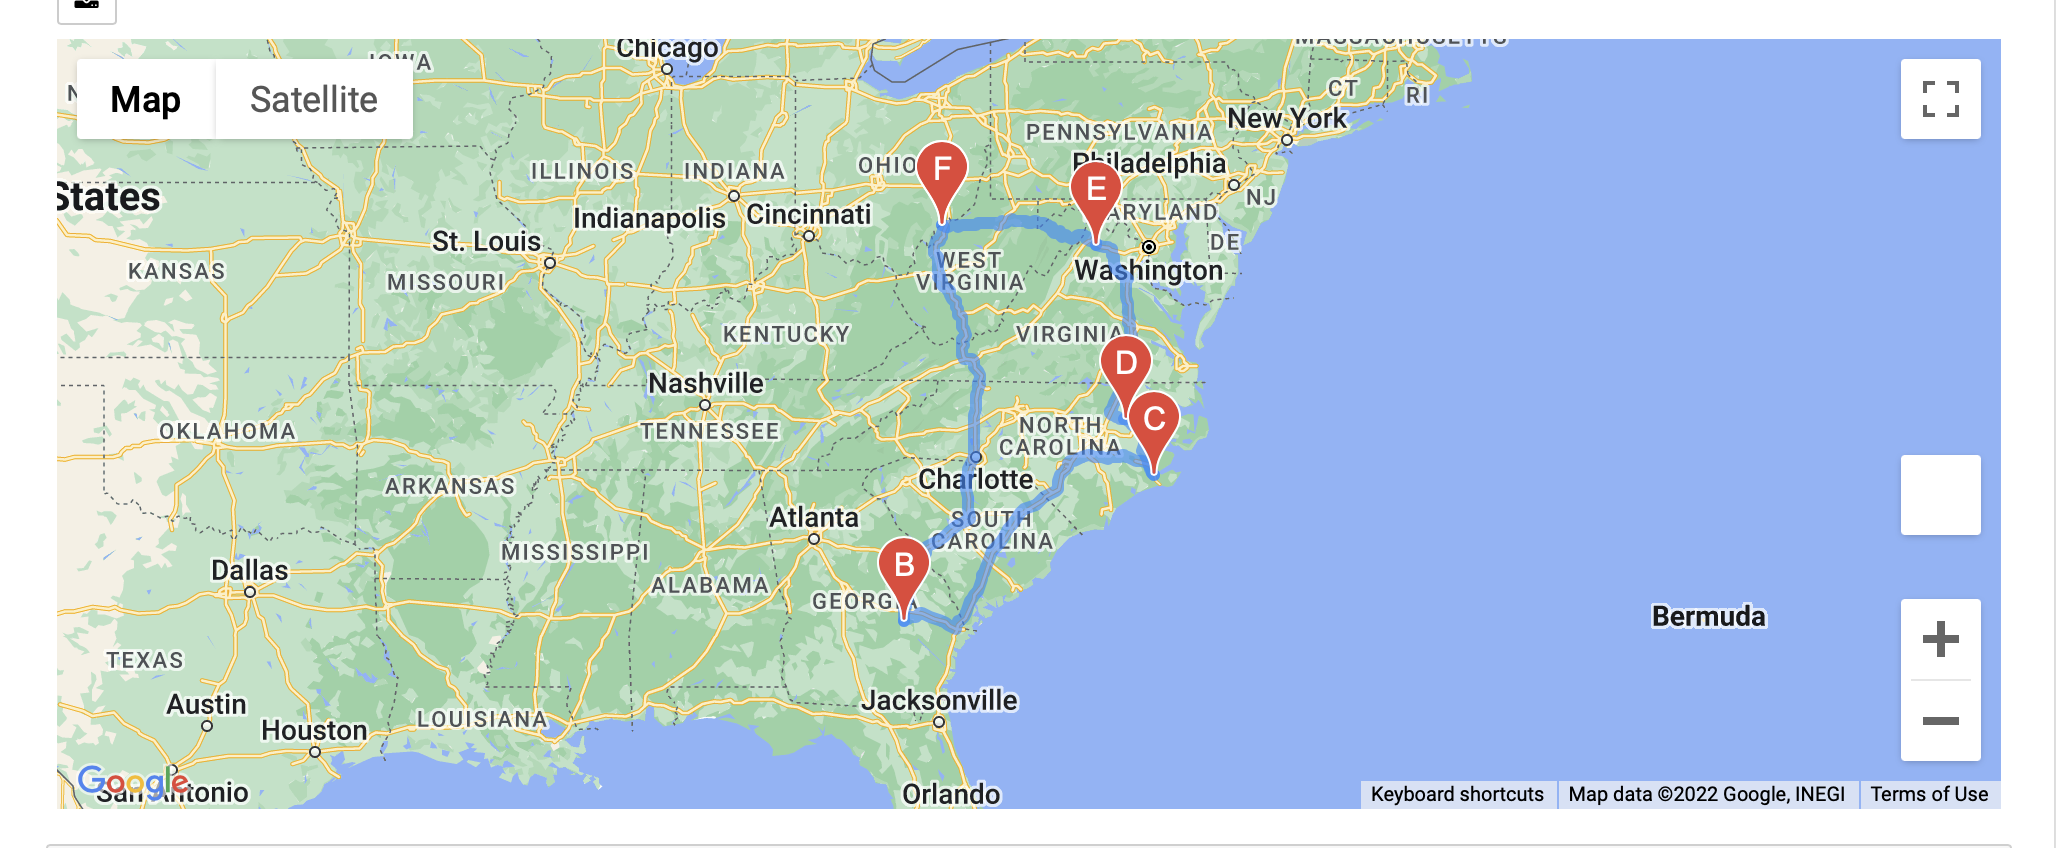 Chicago
MASSACHUSETTS
IOWA
N
Map
Satellite
CT
RI
New York
PENNSYLVANIA
Philadelphia
OHIO
F
E
ILLINOIS
INDIANA
States
NJ
Indianapolis
Cincinnati
ARYLAND
St. Louis
DE
KANSAS
MISSOURI
WEST
VIRGINIA
Washington
KENTUCKY
VIRGINIA
D
Nashville
C
OKLAHOMA
TENNESSEE
NORTH
CAROLINA
Charlotte
ARKANSAS
Atlanta
SOUTH
CAROLINA
MISSISSIPPI
B
Dallas
ALABAMA
GEORGIA
Bermuda
TEXAS
Austin
Jacksonville
LOUISIANA
Houston
Google
San Antonio
Orlando
Keyboard shortcuts
Map data ©2022 Google, INEGI
Terms of Use